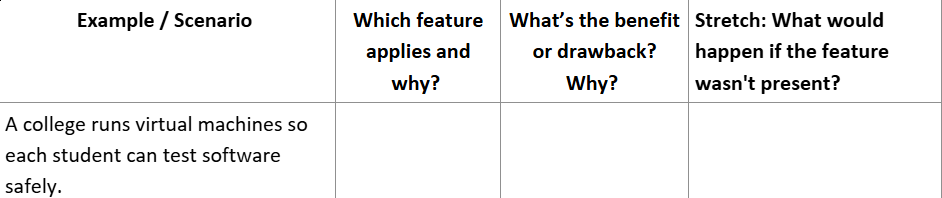 Example / Scenario
Which feature
applies and
why?
What’s the benefit
or drawback?
Why?
Stretch: What would
happen if the feature
wasn't present?
A college runs virtual machines so
each student can test software
safely.